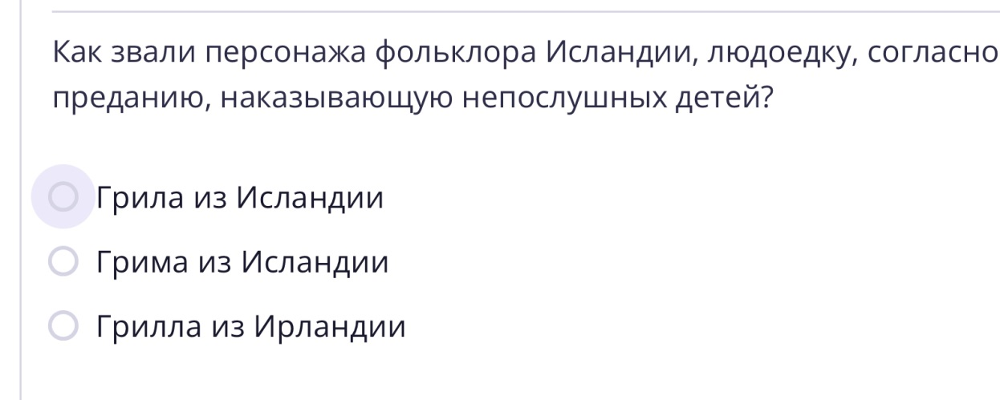 Как звали персонажа фольклора Исландии, людоедку, согласно
преданию, наказывающую непослушных детей?
Грила из Исландии
Грима из Исландии
Грилла из Ирландии